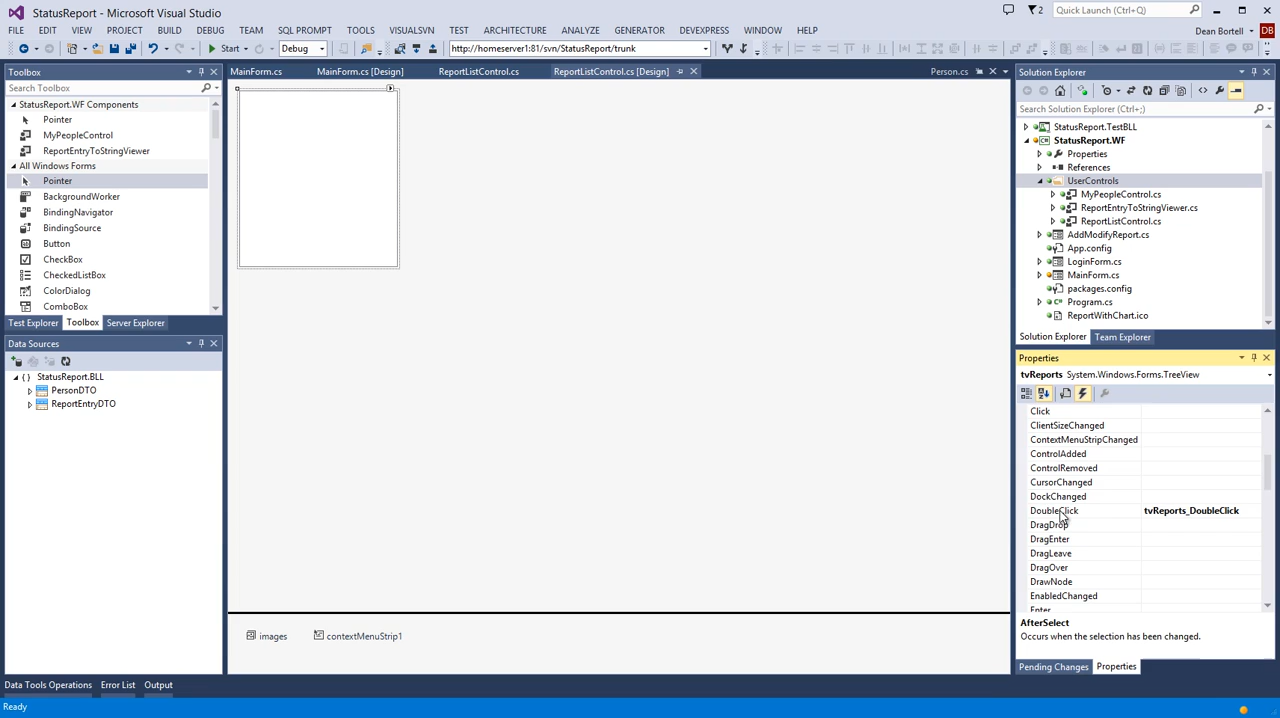 StatusReport - Microsoft Visual Studio
2
Quick Launch (Ctrl+;)
FILE EDIT VIEW PROJECT BUILD DEBUG TEAM SQL PROMPT TOOLS VISUALSVN TEST ARCHITECTURE ANALYZE GENERATOR DEVEXPRESS WINDOW HELP
Dean Bortell DB
Start Debug http://homeserver1:81/svn/StatusReport/trunk
Toolbox
Search Toolbox
StatusReport.WF Components
Pointer
MyPeopleControl
ReportEntryToStringViewer
All Windows Forms
Pointer
BackgroundWorker
BindingNavigator
BindingSource
Button
CheckBox
CheckedListBox
ColorDialog
ComboBox
Test Explorer Toolbox Server Explorer
Data Sources
StatusReport.BLL
PersonDTO
ReportEntryDTO
MainForm.cs MainForm.cs [Design] ReportListControl.cs ReportListControl.cs [Design] Person.cs
images contextMenuStrip1
Solution Explorer
Search Solution Explorer (Ctrl+;)
StatusReport.TestBLL
StatusReport.WF
Properties
References
UserControls
MyPeopleControl.cs
ReportEntryToStringViewer.cs
ReportListControl.cs
AddModifyReport.cs
App.config
LoginForm.cs
MainForm.cs
packages.config
Program.cs
ReportWithChart.ico
Solution Explorer Team Explorer
Properties
tvReports System.Windows.Forms.TreeView
Click
ClientSizeChanged
ContextMenuStripChanged
ControlAdded
ControlRemoved
CursorChanged
DockChanged
DoubleClick tvReports_DoubleClick
DragDrop
DragEnter
DragLeave
DragOver
DrawNode
EnabledChanged
Enter
AfterSelect
Occurs when the selection has been changed.
Pending Changes Properties
Data Tools Operations Error List Output
Ready